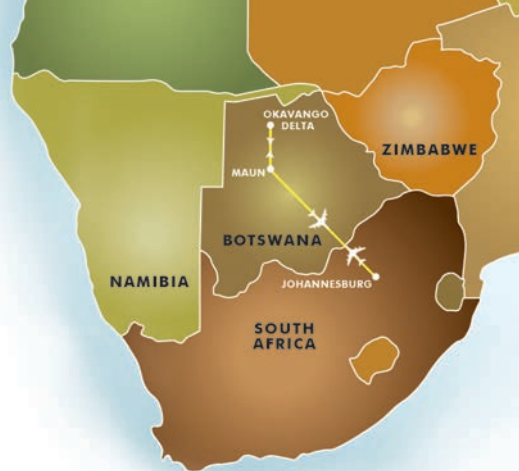 OKAVANGO
DELTA
ZIMBABWE
MAUN
BOTSWANA
NAMIBIA
JOHANNESBURG
SOUTH
AFRICA